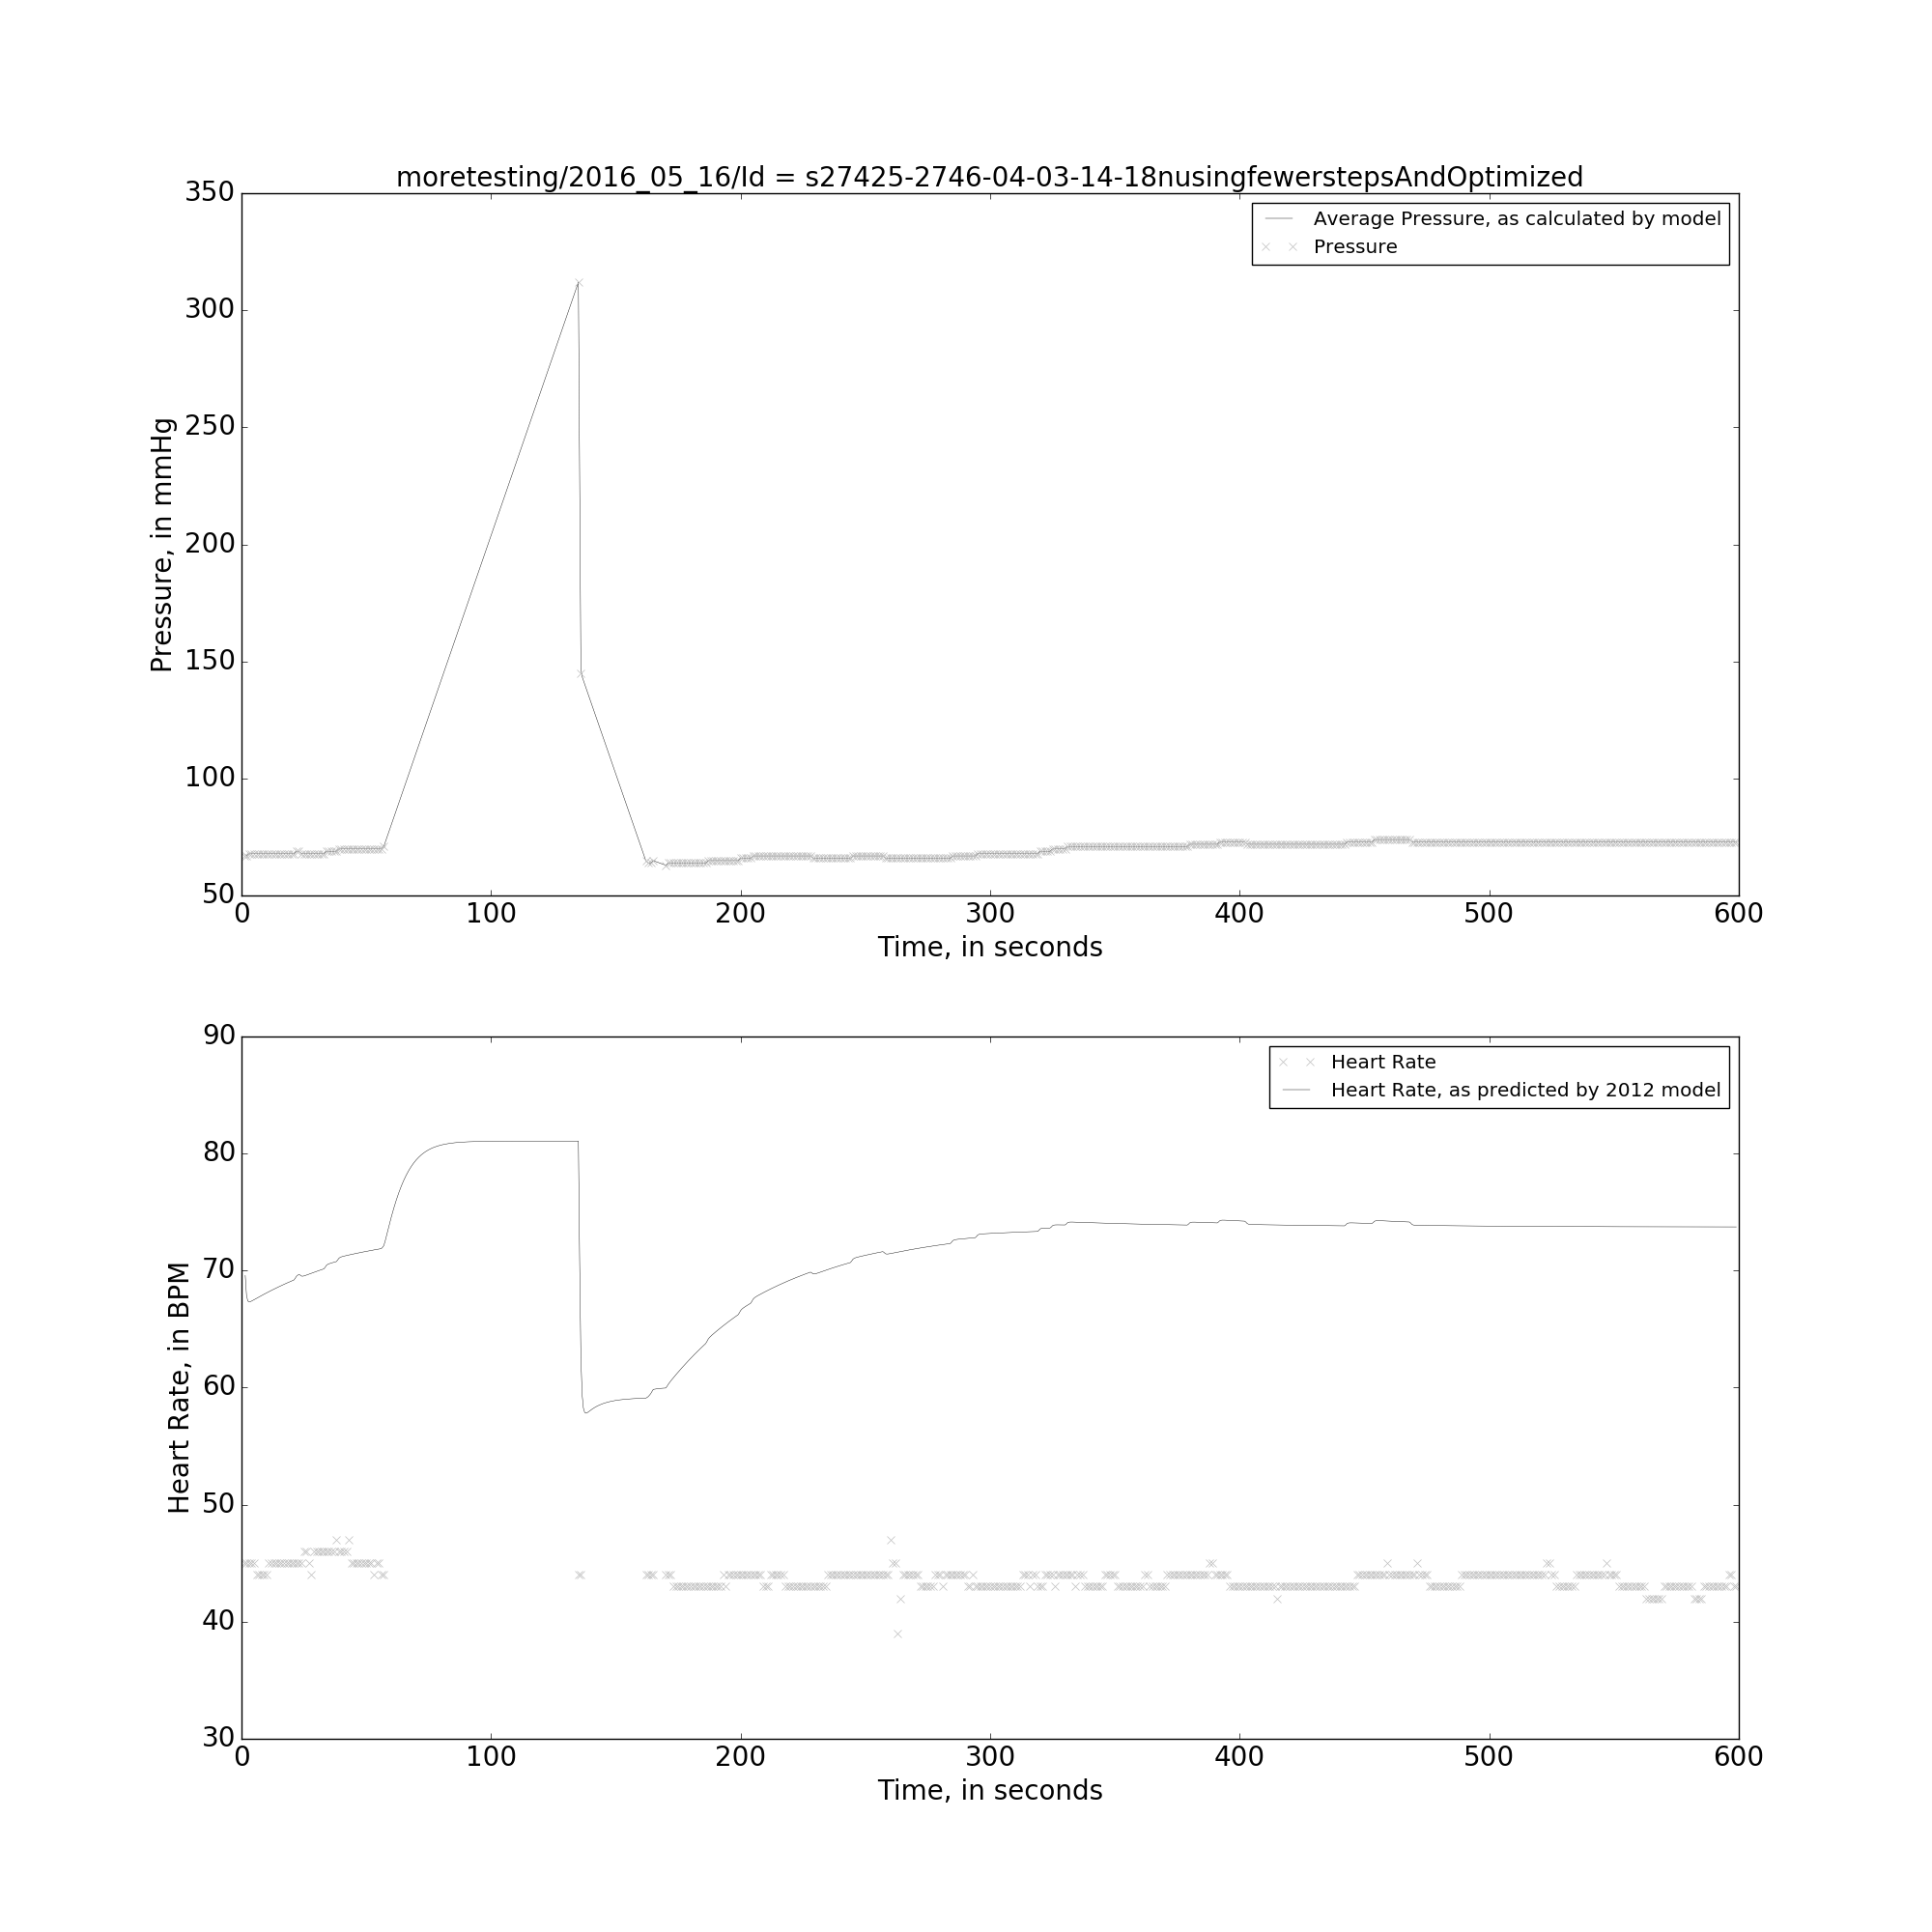 moretesting/2016_05_16/Id = s27425-2746-04-03-14-18nusingfewerstepsAndOptimized
350
300
250
200
150
100
50
Pressure, in mmHg
Average Pressure, as calculated by model
Pressure
0 100 200 300 400 500 600
Time, in seconds
90
80
70
60
50
40
30
Heart Rate, in BPM
Heart Rate
Heart Rate, as predicted by 2012 model
0 100 200 300 400 500 600
Time, in seconds